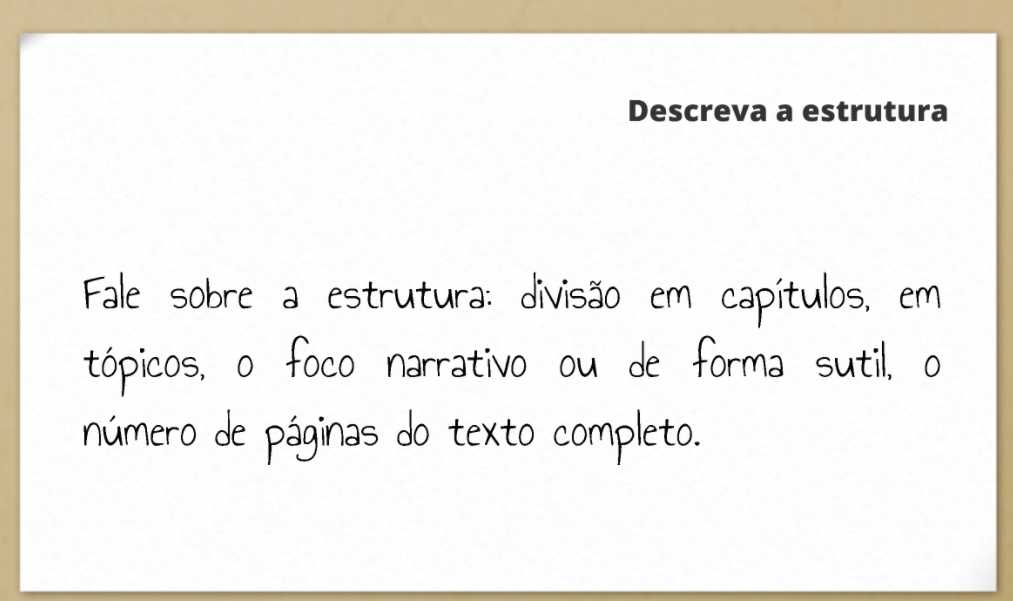 Descreva a estrutura
Fale sobre a estrutura: divisão em capítulos, em
tópicos, o foco narrativo ou de forma sutil, o
número de páginas do texto completo.